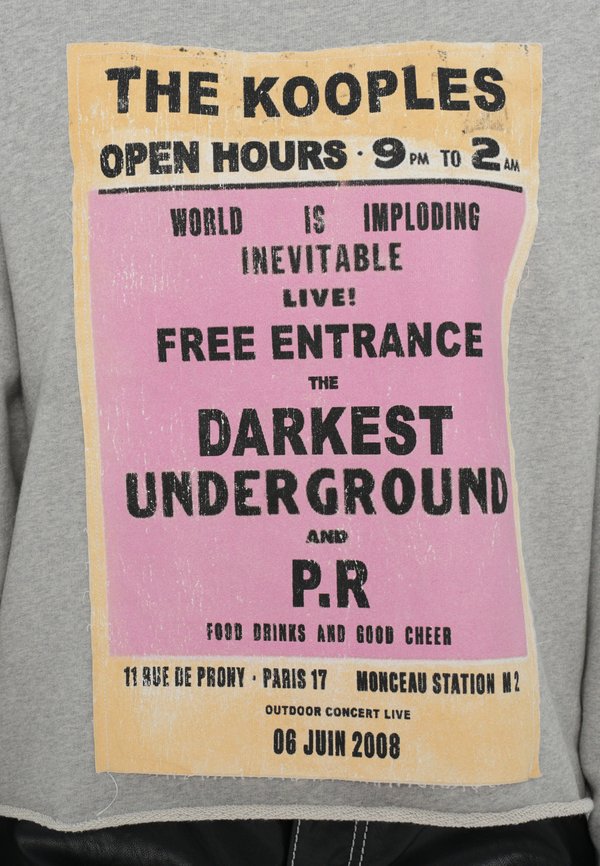 THE KOOPLES
OPEN HOURS · 9 PM TO 2 AM
WORLD IS IMPLODING
INEVITABLE
LIVE!
FREE ENTRANCE
THE
DARKEST
UNDERGROUND
AND
P.R
FOOD DRINKS AND GOOD CHEER
11 RUE DE PRONY · PARIS 17 MONCEAU STATION M2
OUTDOOR CONCERT LIVE
06 JUIN 2008